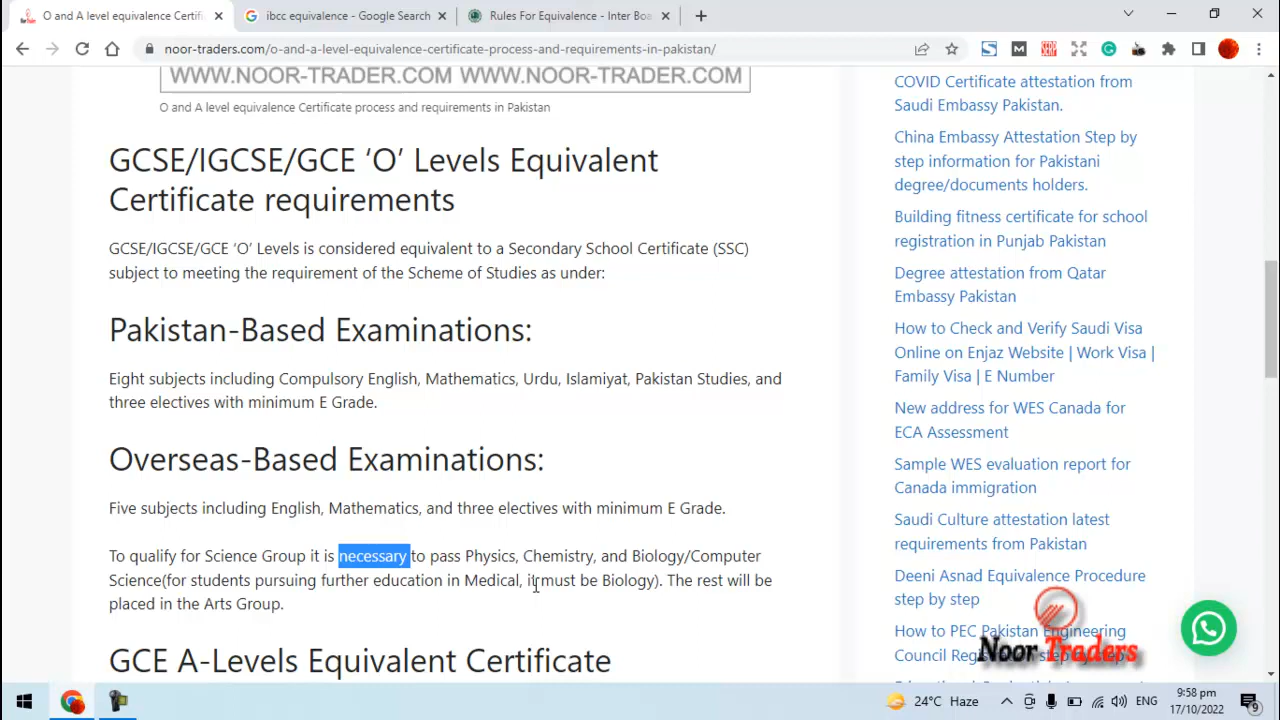 O and A level equivalence Certifi
ibcc equivalence - Google Search
Rules For Equivalence - Inter Boa
noor-traders.com/o-and-a-level-equivalence-certificate-process-and-requirements-in-pakistan/
WWW.NOOR-TRADER.COM WWW.NOOR-TRADER.COM
O and A level equivalence Certificate process and requirements in Pakistan
GCSE/IGCSE/GCE ‘O’ Levels Equivalent
Certificate requirements
GCSE/IGCSE/GCE ‘O’ Levels is considered equivalent to a Secondary School Certificate (SSC)
subject to meeting the requirement of the Scheme of Studies as under:
Pakistan-Based Examinations:
Eight subjects including Compulsory English, Mathematics, Urdu, Islamiyat, Pakistan Studies, and
three electives with minimum E Grade.
Overseas-Based Examinations:
Five subjects including English, Mathematics, and three electives with minimum E Grade.
To qualify for Science Group it is necessary to pass Physics, Chemistry, and Biology/Computer
Science(for students pursuing further education in Medical, it must be Biology). The rest will be
placed in the Arts Group.
GCE A-Levels Equivalent Certificate
COVID Certificate attestation from
Saudi Embassy Pakistan.
China Embassy Attestation Step by
step information for Pakistani
degree/documents holders.
Building fitness certificate for school
registration in Punjab Pakistan
Degree attestation from Qatar
Embassy Pakistan
How to Check and Verify Saudi Visa
Online on Enjaz Website | Work Visa |
Family Visa | E Number
New address for WES Canada for
ECA Assessment
Sample WES evaluation report for
Canada immigration
Saudi Culture attestation latest
requirements from Pakistan
Deeni Asnad Equivalence Procedure
step by step
How to PEC Pakistan Engineering
Council Reg step by step
Noor Traders
24°C Haze
ENG
9:58 pm
17/10/2022
9